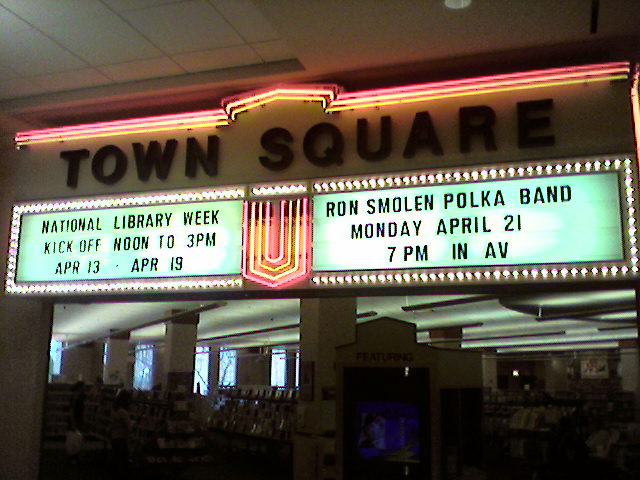 TOWN SQUARE
NATIONAL LIBRARY WEEK
KICK OFF NOON TO 3PM
APR 13 - APR 19
RON SMOLEN POLKA BAND
MONDAY APRIL 21
7 PM IN AV
FEATURING